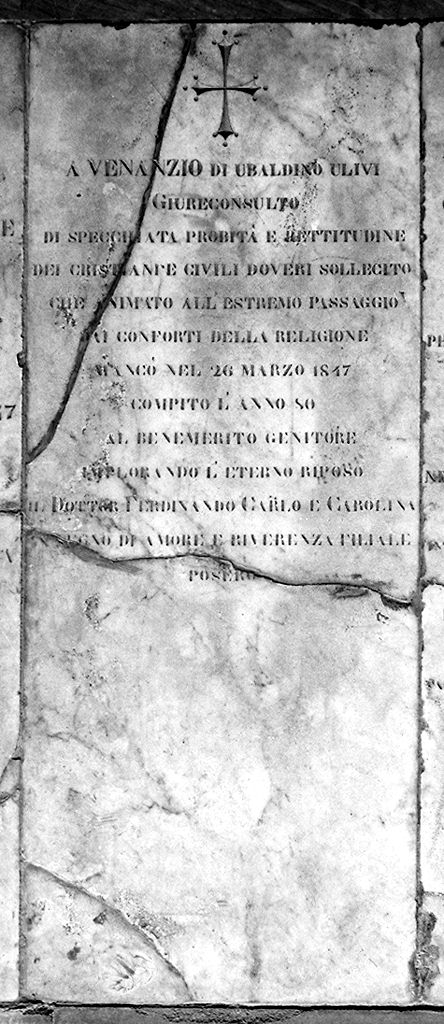 A VENANZIO DI UBALDINO ULIVI
GIURECONSULTO
DI SPECCHIATA PROBITÀ E RETTITUDINE
DEI CRISTIANI E CIVILI DOVERI SOLLECITO
CHE ANIMATO ALL'ESTREMO PASSAGGIO
DAI CONFORTI DELLA RELIGIONE
MANCÒ NEL 26 MARZO 1847
COMPITO L'ANNO 80
AL BENEMERITO GENITORE
IMPLORANDO L'ETERNO RIPOSO
IL DOTTOR FERDINANDO CARLO E CAROLINA
IN SEGNO DI AMORE E RIVERENZA FILIALE
POSERO